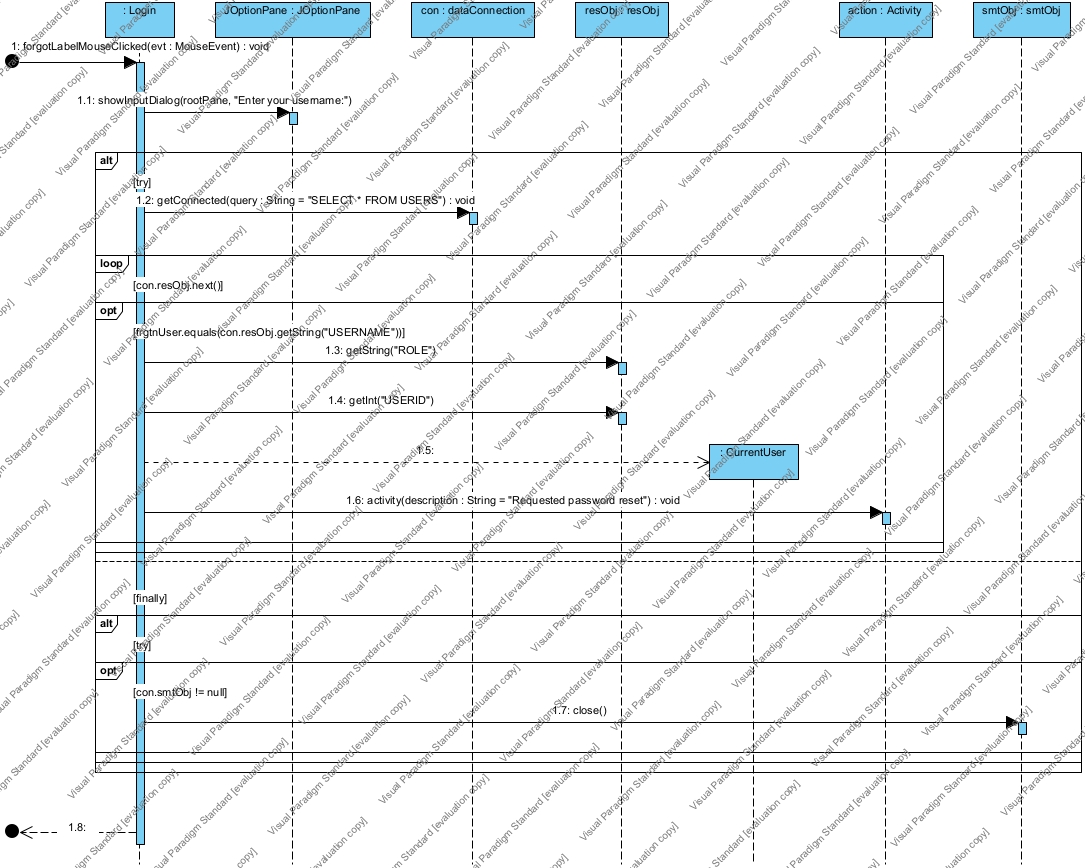 : Login
JOptionPane : JOptionPane
con : dataConnection
resObj : resObj
action : Activity
smtObj : smtObj
1: forgotLabelMouseClicked(evt : MouseEvent) : void
1.1: showInputDialog(rootPane, "Enter your username:")
alt
[try]
1.2: getConnected(query : String = "SELECT * FROM USERS") : void
loop
[con.resObj.next()]
opt
[frgtnUser.equals(con.resObj.getString("USERNAME"))]
1.3: getString("ROLE")
1.4: getInt("USERID")
1.5:
: CurrentUser
1.6: activity(description : String = "Requested password reset") : void
[finally]
alt
[try]
opt
[con.smtObj != null]
1.7: close()
1.8:
Visual Paradigm Standard [evaluation copy]